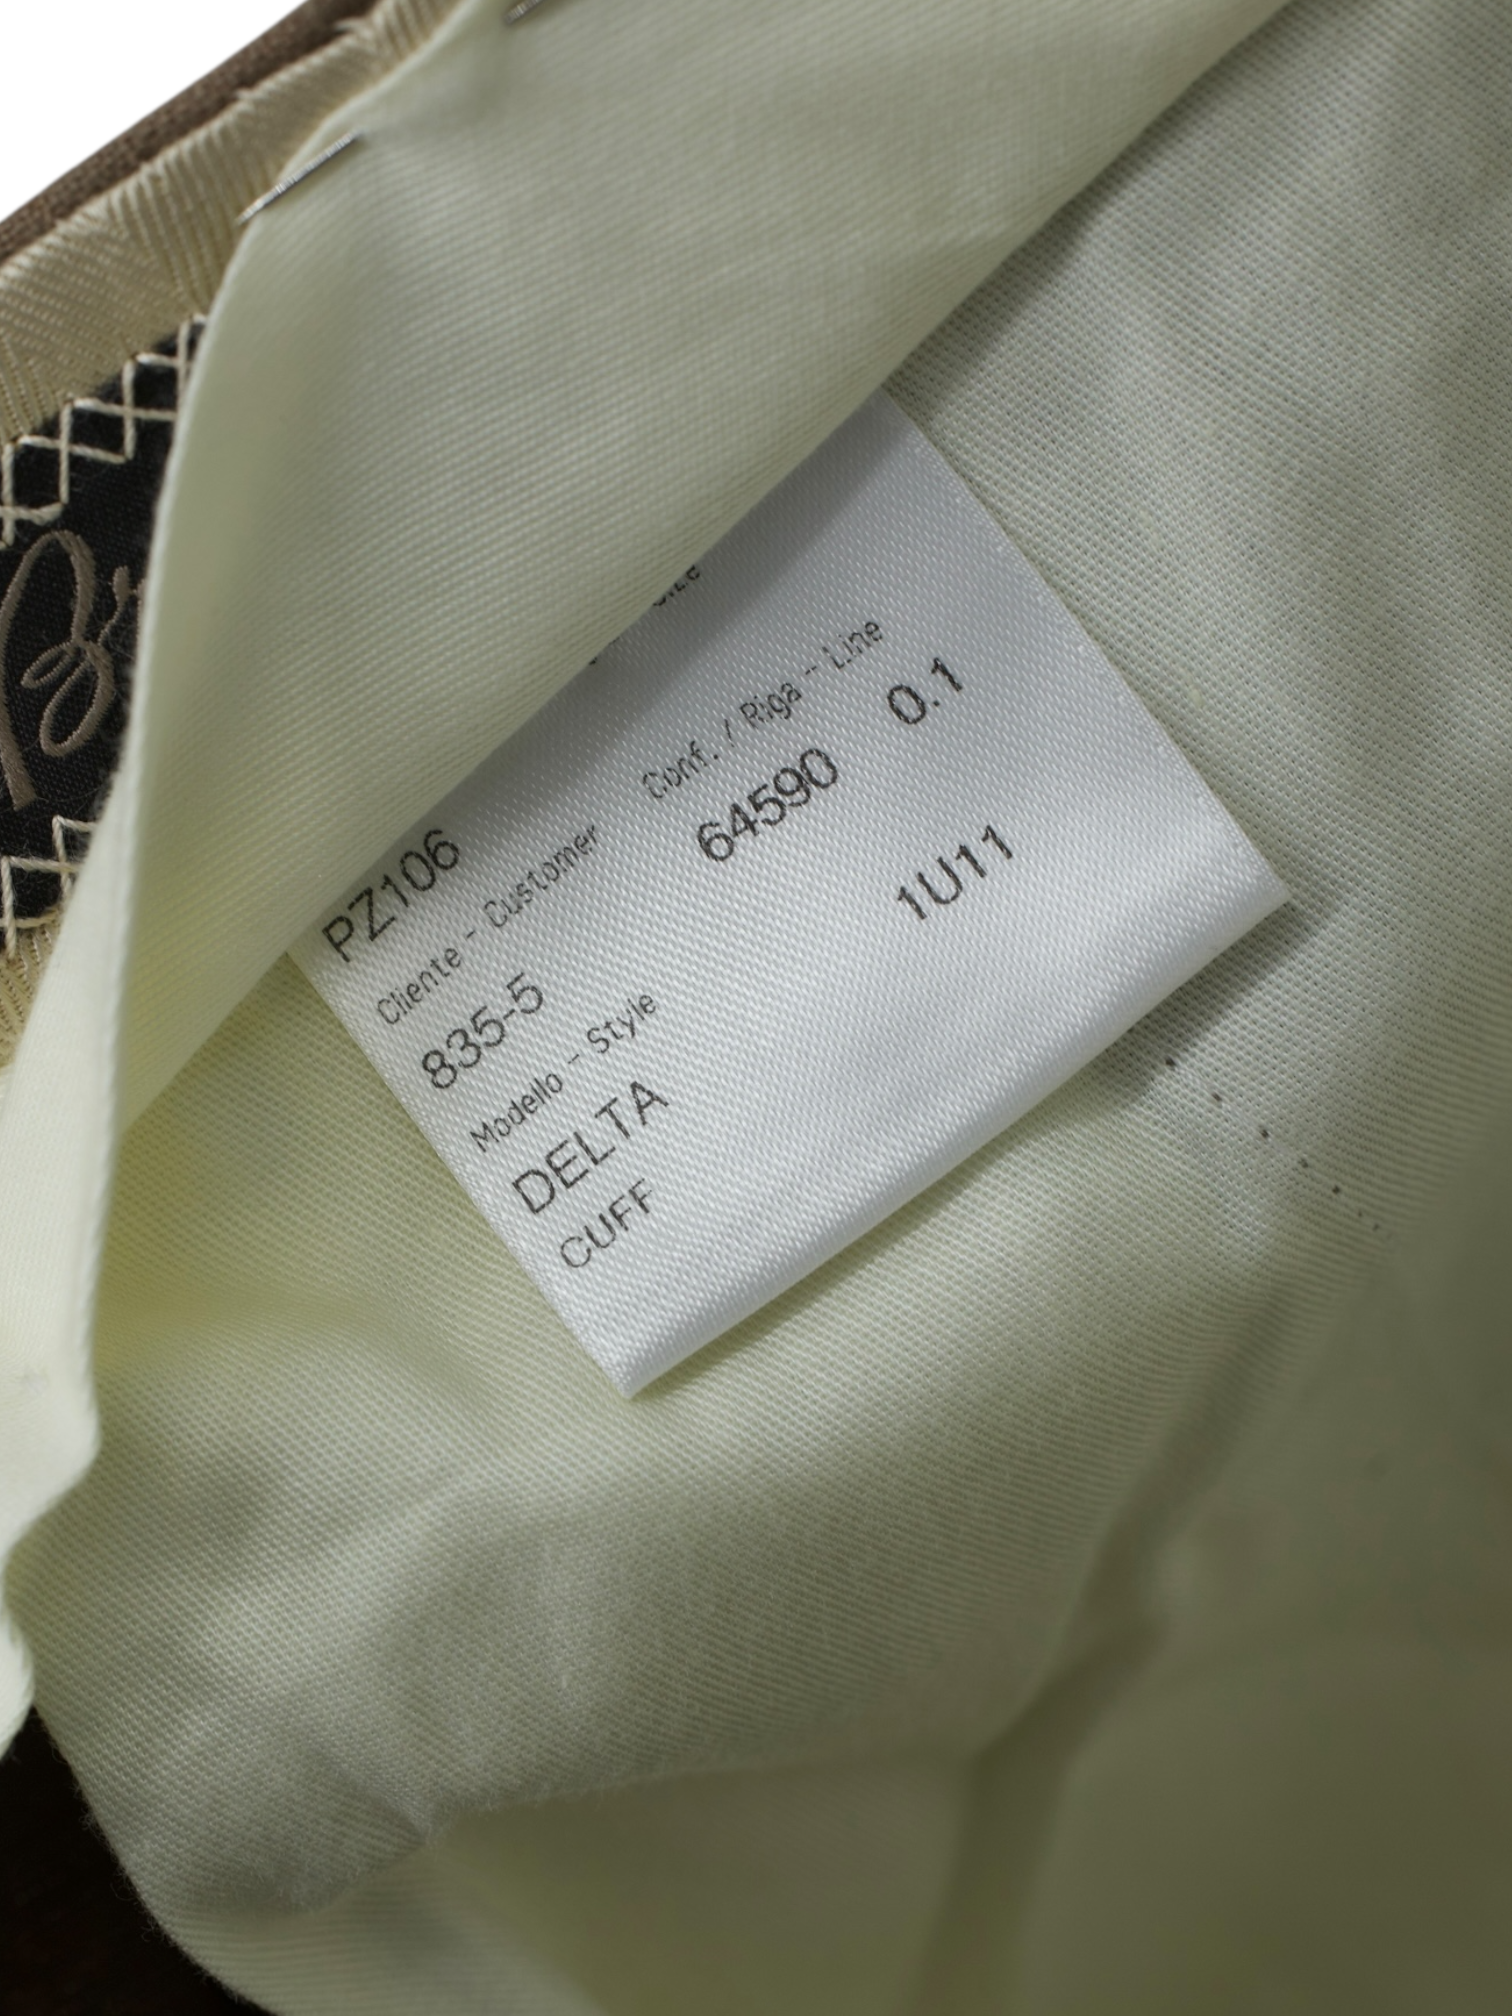 Conf. / Riga - Line
64590 0.1
PZ106
Cliente - Customer
835-5
1U11
Modello - Style
DELTA
CUFF